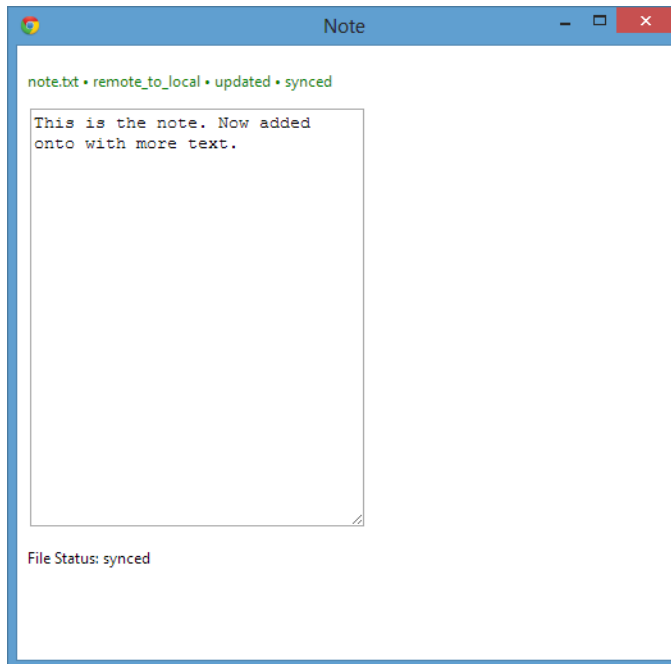 Note
note.txt • remote_to_local • updated • synced
This is the note. Now added
onto with more text.
File Status: synced